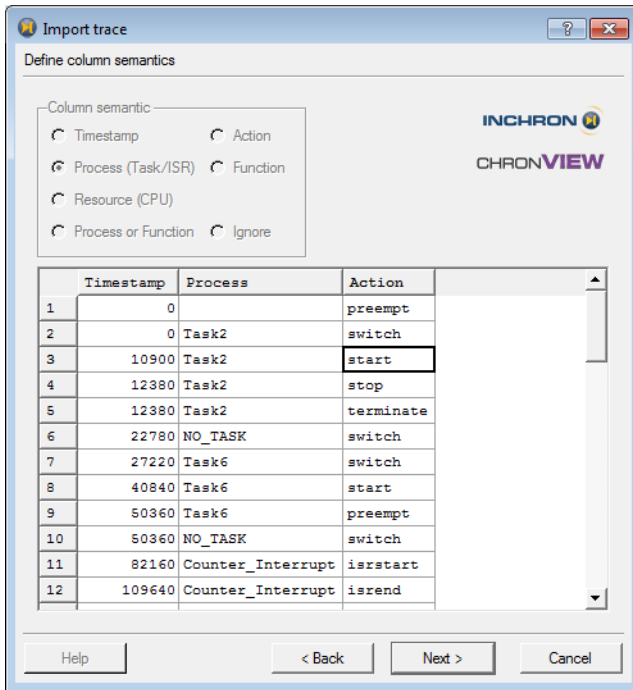 Import trace
Define column semantics
Column semantic
Timestamp Action
Process (Task/ISR) Function
Resource (CPU)
Process or Function Ignore
INCHRON
CHRONVIEW
Timestamp Process Action
1 0 preempt
2 0 Task2 switch
3 10900 Task2 start
4 12380 Task2 stop
5 12380 Task2 terminate
6 22780 NO_TASK switch
7 27220 Task6 switch
8 40840 Task6 start
9 50360 Task6 preempt
10 50360 NO_TASK switch
11 82160 Counter_Interrupt isrstart
12 109640 Counter_Interrupt isrend
Help < Back Next > Cancel